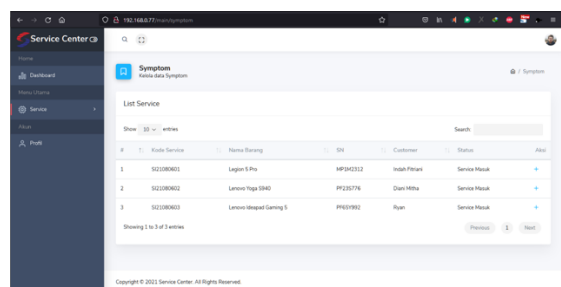 192.168.0.77/main/symptom
Service Center
Home
Dashboard
Menu Utama
Service
Akun
Profil
Symptom
Kelola data Symptom
/ Symptom
List Service
Show 10 entries
Search:
# Kode Service Nama Barang SN Customer Status Aksi
1 SI21080601 Legion 5 Pro MP1M2312 Indah Fitriani Service Masuk +
2 SI21080602 Lenovo Yoga S940 PF235776 Diani Mitha Service Masuk +
3 SI21080603 Lenovo Ideapad Gaming 5 PF65Y992 Ryan Service Masuk +
Showing 1 to 3 of 3 entries
Previous 1 Next
Copyright © 2021 Service Center. All Rights Reserved.